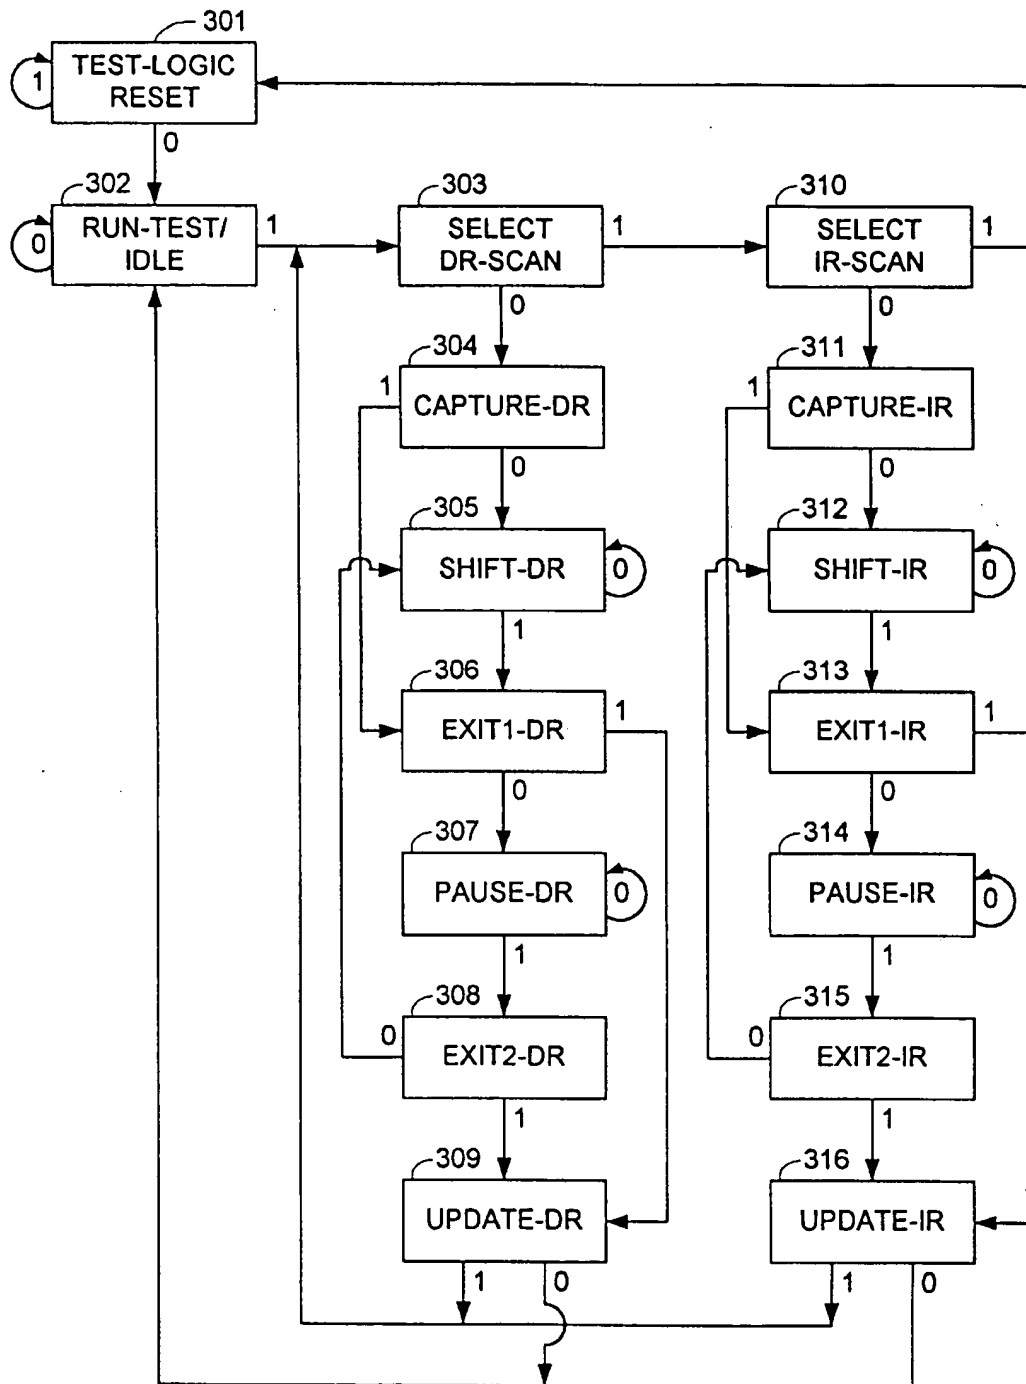 301
TEST-LOGIC
RESET
1
0
302
RUN-TEST/
IDLE
0
1
303
SELECT
DR-SCAN
1
0
310
SELECT
IR-SCAN
1
0
304
CAPTURE-DR
1
0
311
CAPTURE-IR
1
0
305
SHIFT-DR
0
1
312
SHIFT-IR
0
1
306
EXIT1-DR
1
0
313
EXIT1-IR
1
0
307
PAUSE-DR
0
1
314
PAUSE-IR
0
1
308
EXIT2-DR
0
1
315
EXIT2-IR
0
1
309
UPDATE-DR
1
0
316
UPDATE-IR
1
0